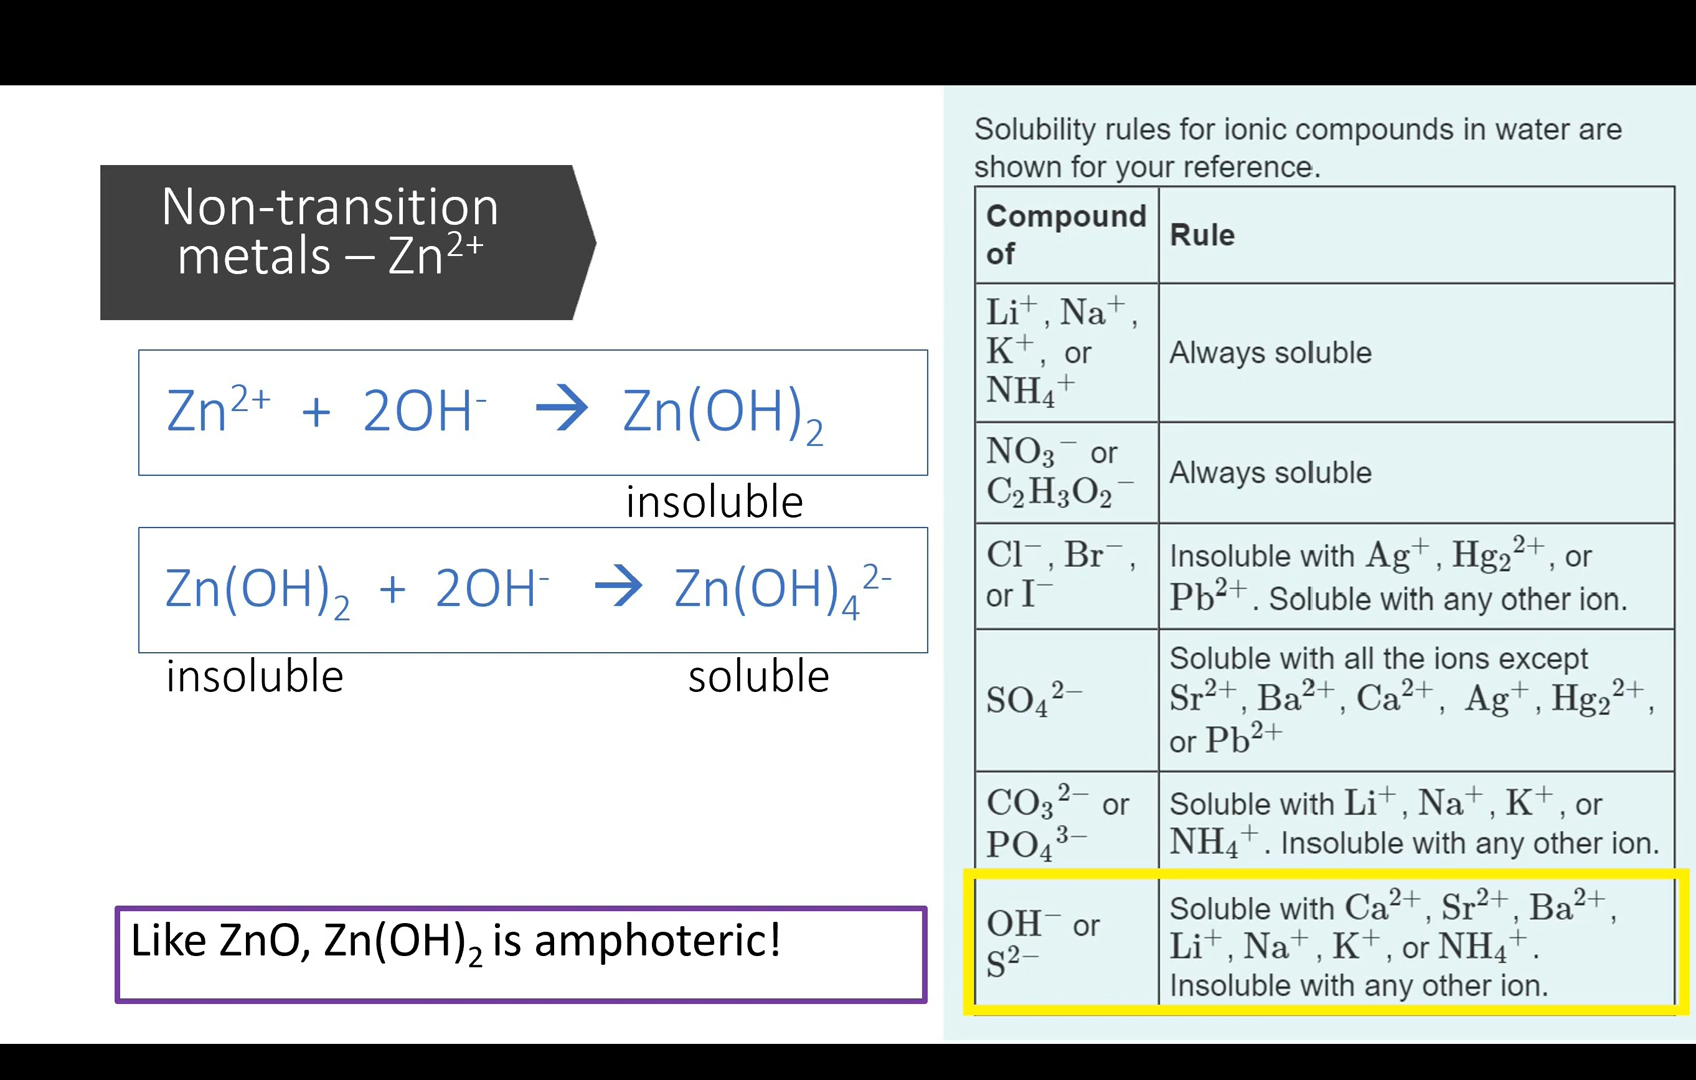 Non-transition
metals – Zn²⁺
Zn²⁺ + 2OH⁻ → Zn(OH)₂
insoluble
Zn(OH)₂ + 2OH⁻ → Zn(OH)₄²⁻
insoluble soluble
Like ZnO, Zn(OH)₂ is amphoteric!
Solubility rules for ionic compounds in water are
shown for your reference.
Compound
of
Rule
Li⁺, Na⁺,
K⁺, or
NH₄⁺
Always soluble
NO₃⁻ or
C₂H₃O₂⁻
Always soluble
Cl⁻, Br⁻,
or I⁻
Insoluble with Ag⁺, Hg₂²⁺, or
Pb²⁺. Soluble with any other ion.
SO₄²⁻
Soluble with all the ions except
Sr²⁺, Ba²⁺, Ca²⁺, Ag⁺, Hg₂²⁺,
or Pb²⁺
CO₃²⁻ or
PO₄³⁻
Soluble with Li⁺, Na⁺, K⁺, or
NH₄⁺. Insoluble with any other ion.
OH⁻ or
S²⁻
Soluble with Ca²⁺, Sr²⁺, Ba²⁺,
Li⁺, Na⁺, K⁺, or NH₄⁺.
Insoluble with any other ion.